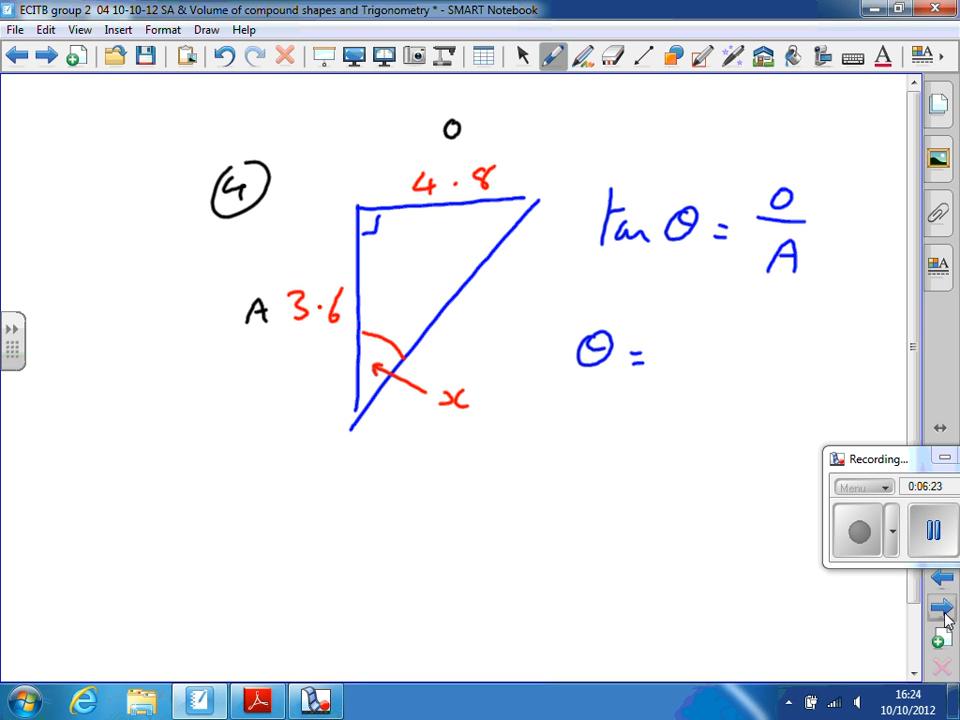 ECITB group 2 04 10-10-12 SA & Volume of compound shapes and Trigonometry * - SMART Notebook
File Edit View Insert Format Draw Help
O
4
4.8
tan θ = O/A
A 3.6
θ =
x
Recording...
Menu 0:06:23
16:24
10/10/2012